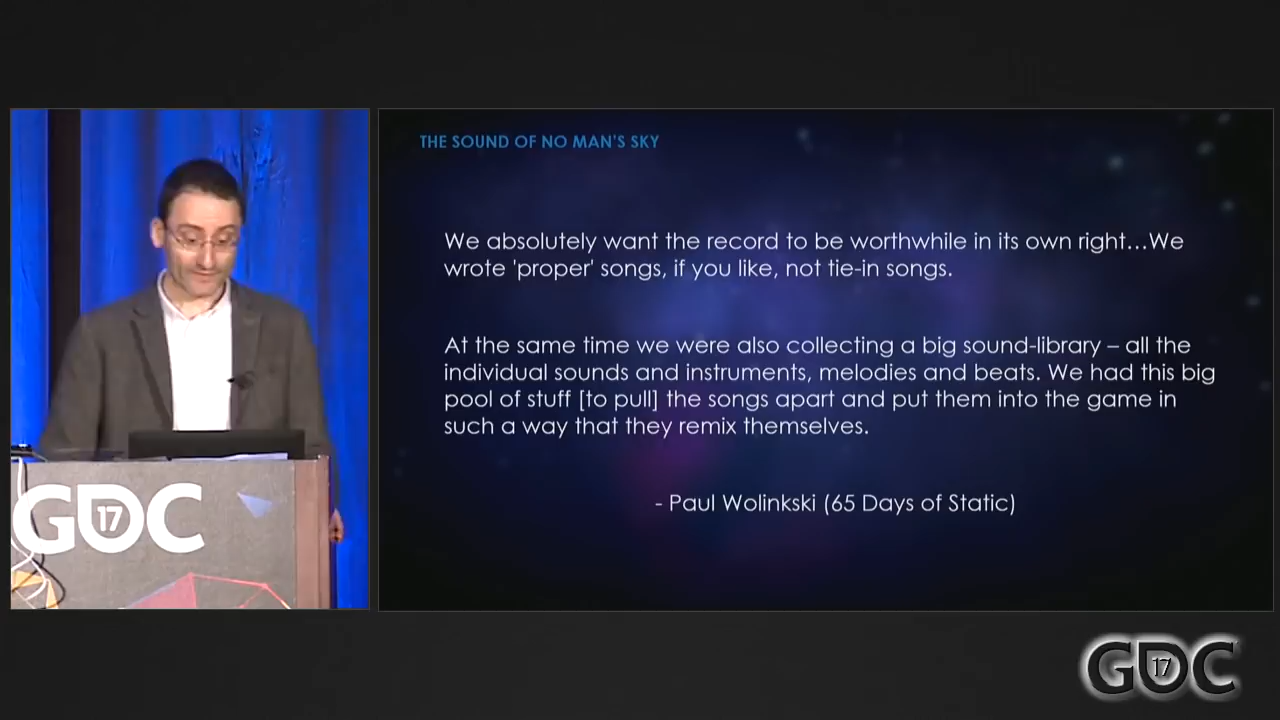 THE SOUND OF NO MAN'S SKY
We absolutely want the record to be worthwhile in its own right…We
wrote 'proper' songs, if you like, not tie-in songs.
At the same time we were also collecting a big sound-library – all the
individual sounds and instruments, melodies and beats. We had this big
pool of stuff [to pull] the songs apart and put them into the game in
such a way that they remix themselves.
- Paul Wolinkski (65 Days of Static)
GDC
17
GDC
17